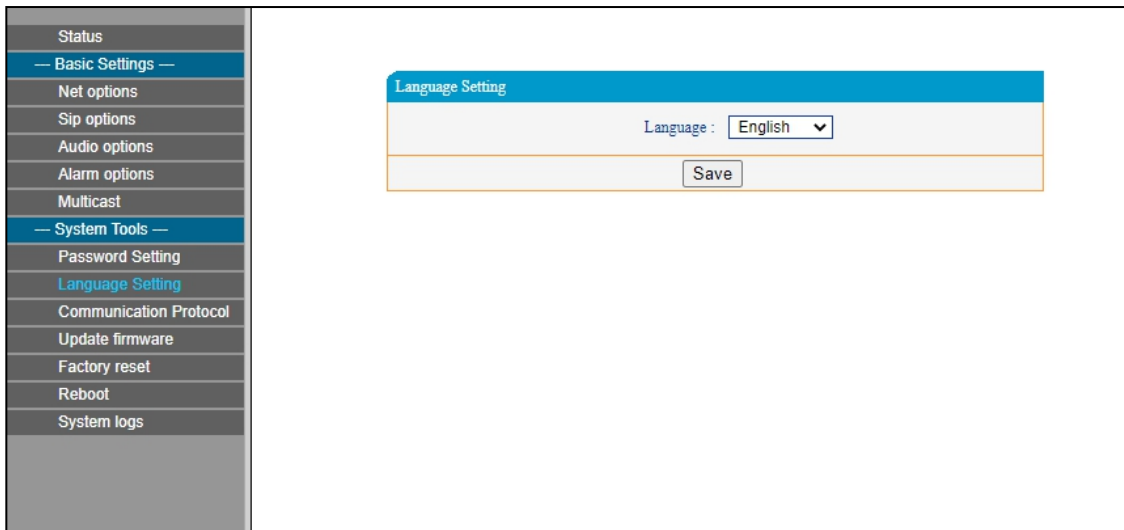 Status
— Basic Settings —
Net options
Sip options
Audio options
Alarm options
Multicast
— System Tools —
Password Setting
Language Setting
Communication Protocol
Update firmware
Factory reset
Reboot
System logs
Language Setting
Language : English
Save